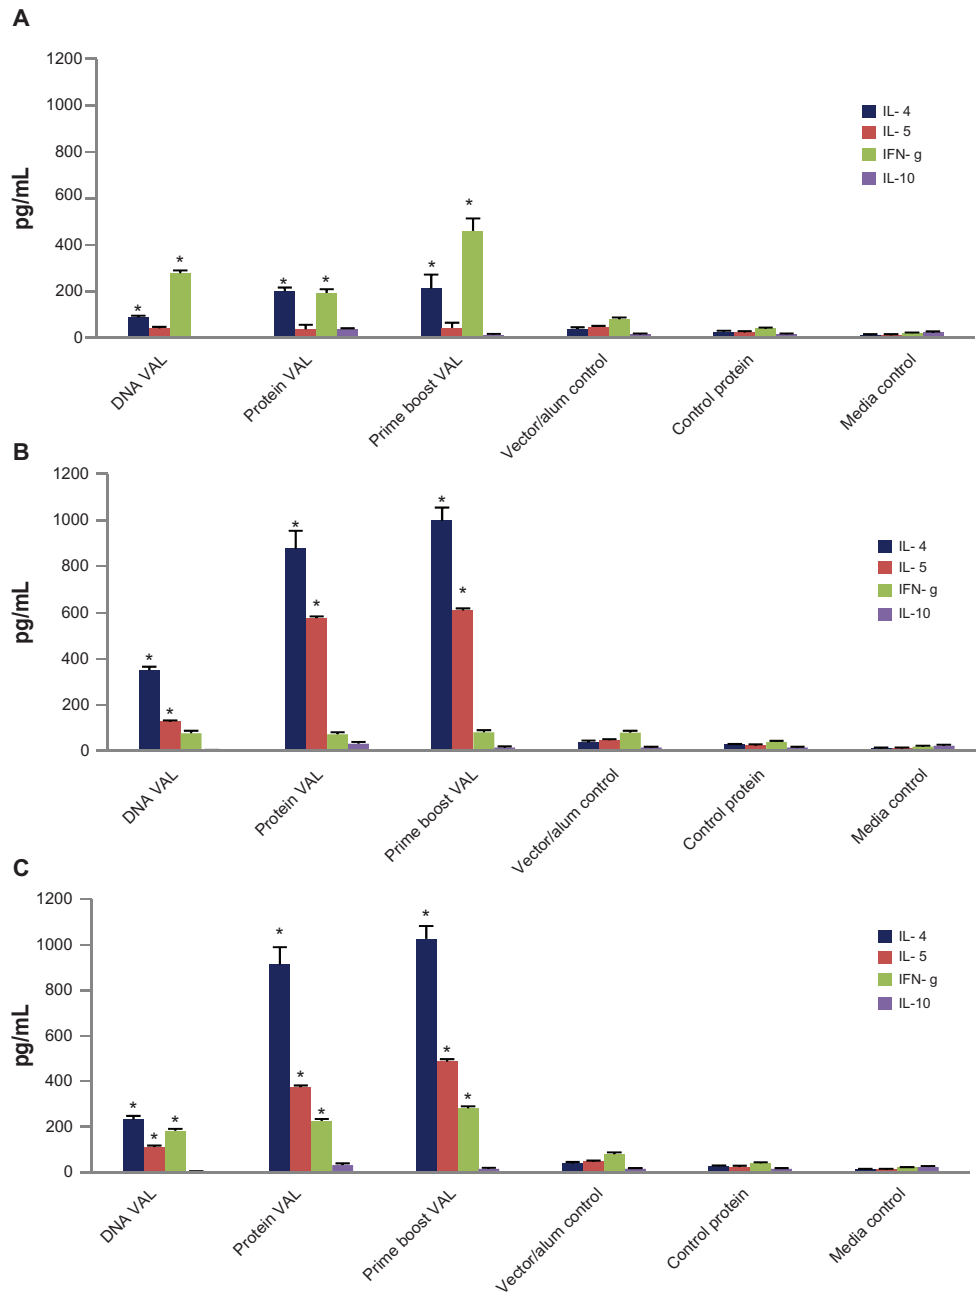 A
1200
1000
800
600
400
200
0
pg/mL
IL- 4
IL- 5
IFN- g
IL-10
*
*
*
*
*
*
DNA VAL
Protein VAL
Prime boost VAL
Vector/alum control
Control protein
Media control
B
1200
1000
800
600
400
200
0
pg/mL
IL- 4
IL- 5
IFN- g
IL-10
*
*
*
*
*
*
DNA VAL
Protein VAL
Prime boost VAL
Vector/alum control
Control protein
Media control
C
1200
1000
800
600
400
200
0
pg/mL
IL- 4
IL- 5
IFN- g
IL-10
*
*
*
*
*
*
*
*
*
DNA VAL
Protein VAL
Prime boost VAL
Vector/alum control
Control protein
Media control